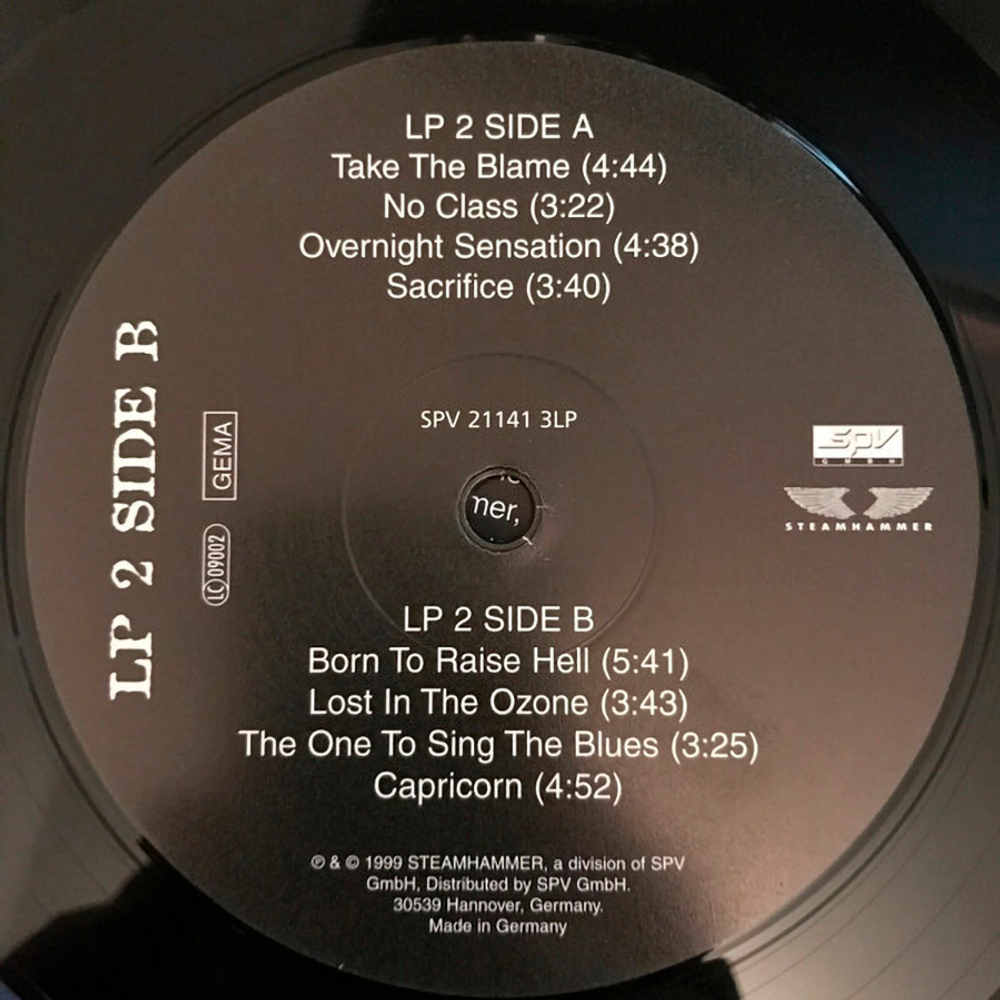 LP 2 SIDE A
Take The Blame (4:44)
No Class (3:22)
Overnight Sensation (4:38)
Sacrifice (3:40)
LP 2 SIDE B
GEMA
LC 09002
SPV 21141 3LP
spv
GMBH
STEAMHAMMER
ner,
LP 2 SIDE B
Born To Raise Hell (5:41)
Lost In The Ozone (3:43)
The One To Sing The Blues (3:25)
Capricorn (4:52)
℗ & © 1999 STEAMHAMMER, a division of SPV
GmbH, Distributed by SPV GmbH.
30539 Hannover, Germany.
Made in Germany